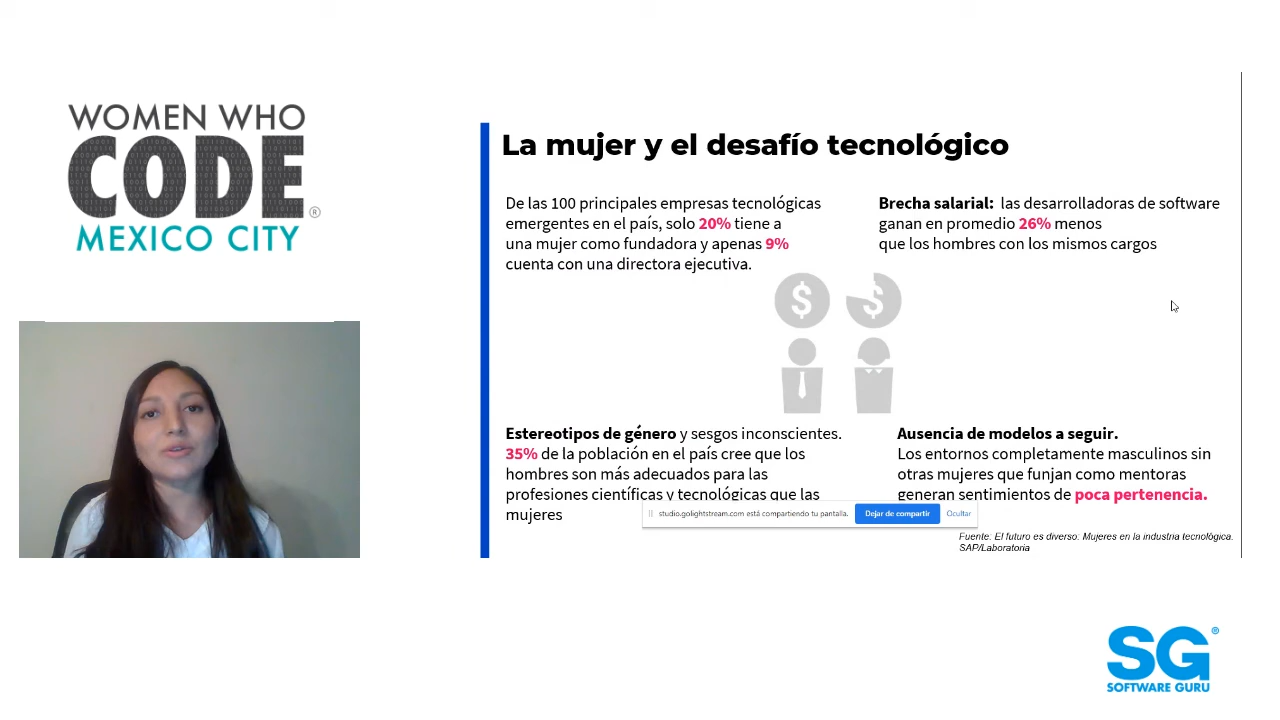 WOMEN WHO
CODE®
MEXICO CITY
La mujer y el desafío tecnológico
De las 100 principales empresas tecnológicas
emergentes en el país, solo 20% tiene a
una mujer como fundadora y apenas 9%
cuenta con una directora ejecutiva.
Brecha salarial: las desarrolladoras de software
ganan en promedio 26% menos
que los hombres con los mismos cargos
$ $
Estereotipos de género y sesgos inconscientes.
35% de la población en el país cree que los
hombres son más adecuados para las
profesiones científicas y tecnológicas que las
mujeres
Ausencia de modelos a seguir.
Los entornos completamente masculinos sin
otras mujeres que funjan como mentoras
generan sentimientos de poca pertenencia.
studio.golightstream.com está compartiendo tu pantalla.
Dejar de compartir
Ocultar
Fuente: El futuro es diverso: Mujeres en la industria tecnológica.
SAP/Laboratoria
SG®
SOFTWARE GURU